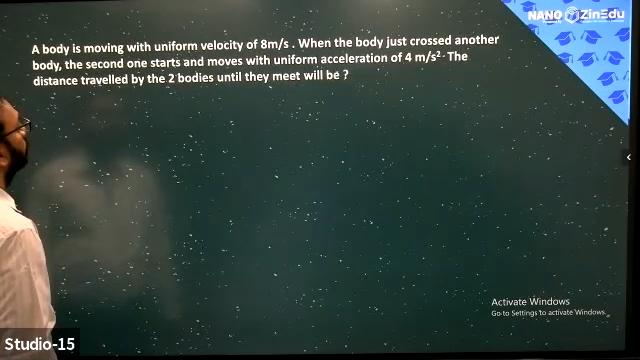 NANO ZinEdu
A body is moving with uniform velocity of 8m/s . When the body just crossed another
body, the second one starts and moves with uniform acceleration of 4 m/s². The
distance travelled by the 2 bodies until they meet will be ?
Activate Windows
Go to Settings to activate Windows.
Studio-15